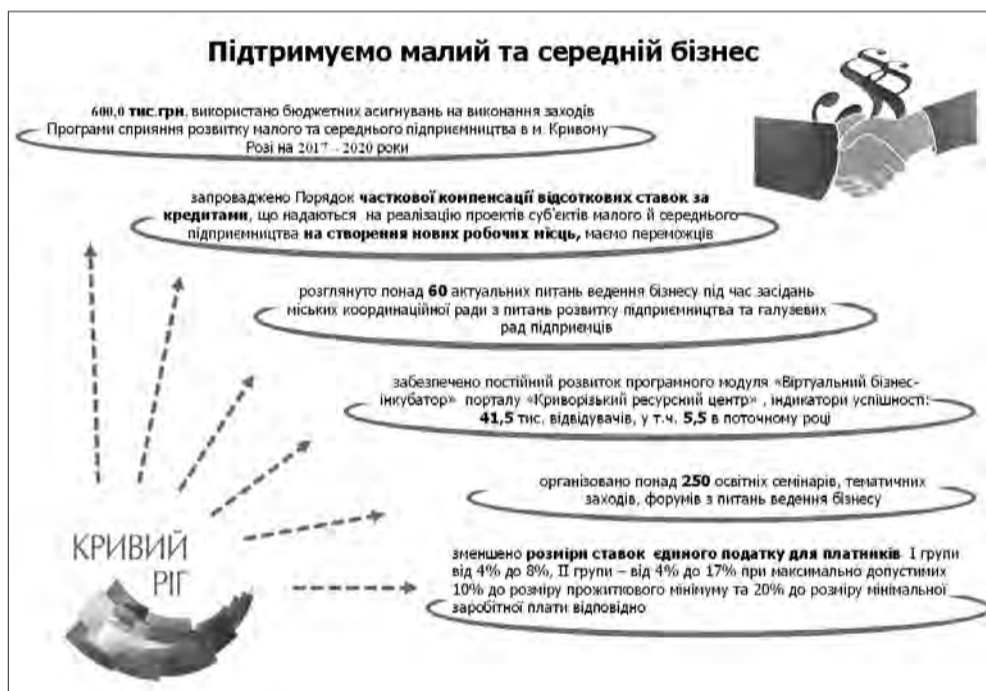 Підтримуємо малий та середній бізнес
600,0 тис.грн. використано бюджетних асигнувань на виконання заходів
Програми сприяння розвитку малого та середнього підприємництва в м. Кривому
Розі на 2017 - 2020 роки
запроваджено Порядок часткової компенсації відсоткових ставок за
кредитами, що надаються на реалізацію проектів суб'єктів малого й середнього
підприємництва на створення нових робочих місць, маємо переможців
розглянуто понад 60 актуальних питань ведення бізнесу під час засідань
міських координаційної ради з питань розвитку підприємництва та галузевих
рад підприємців
забезпечено постійний розвиток програмного модуля «Віртуальний бізнес-
інкубатор» порталу «Криворізький ресурсний центр» , індикатори успішності:
41,5 тис. відвідувачів, у т.ч. 5,5 в поточному році
організовано понад 250 освітніх семінарів, тематичних
заходів, форумів з питань ведення бізнесу
зменшено розміри ставок єдиного податку для платників І групи
від 4% до 8%, ІІ групи – від 4% до 17% при максимально допустимих
10% до розміру прожиткового мінімуму та 20% до розміру мінімальної
заробітної плати відповідно
КРИВИЙ
РІГ